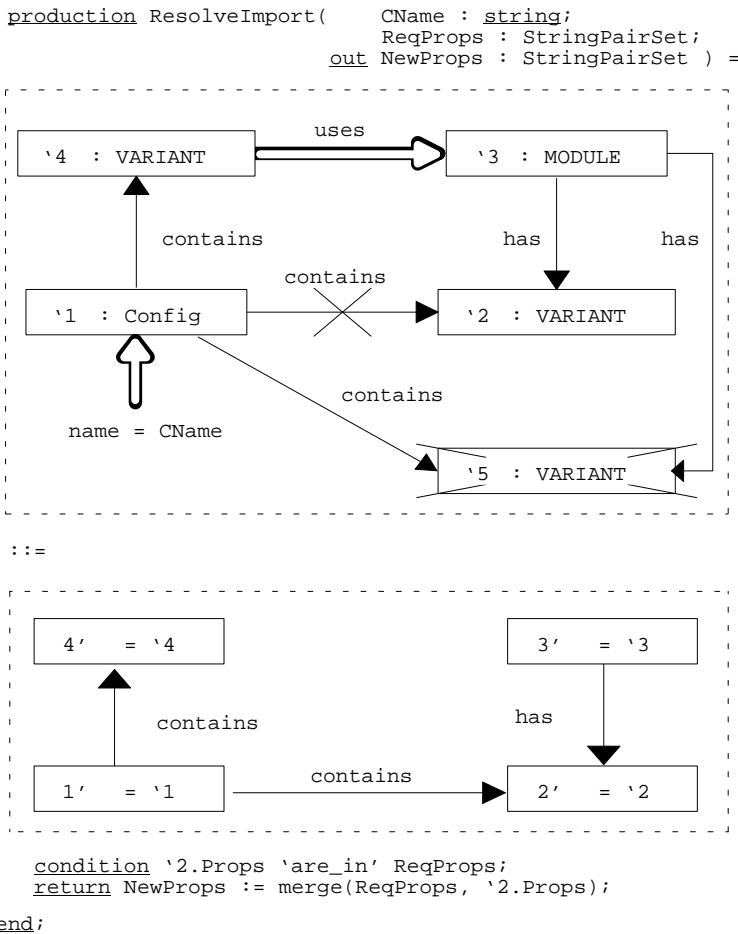 production ResolveImport( CName : string;
ReqProps : StringPairSet;
out NewProps : StringPairSet ) =
uses
‘4 : VARIANT
‘3 : MODULE
contains
has
has
contains
‘1 : Config
‘2 : VARIANT
contains
name = CName
‘5 : VARIANT
::=
4’ = ‘4
3’ = ‘3
contains
has
contains
1’ = ‘1
2’ = ‘2
condition ‘2.Props ‘are_in’ ReqProps;
return NewProps := merge(ReqProps, ‘2.Props);
end;